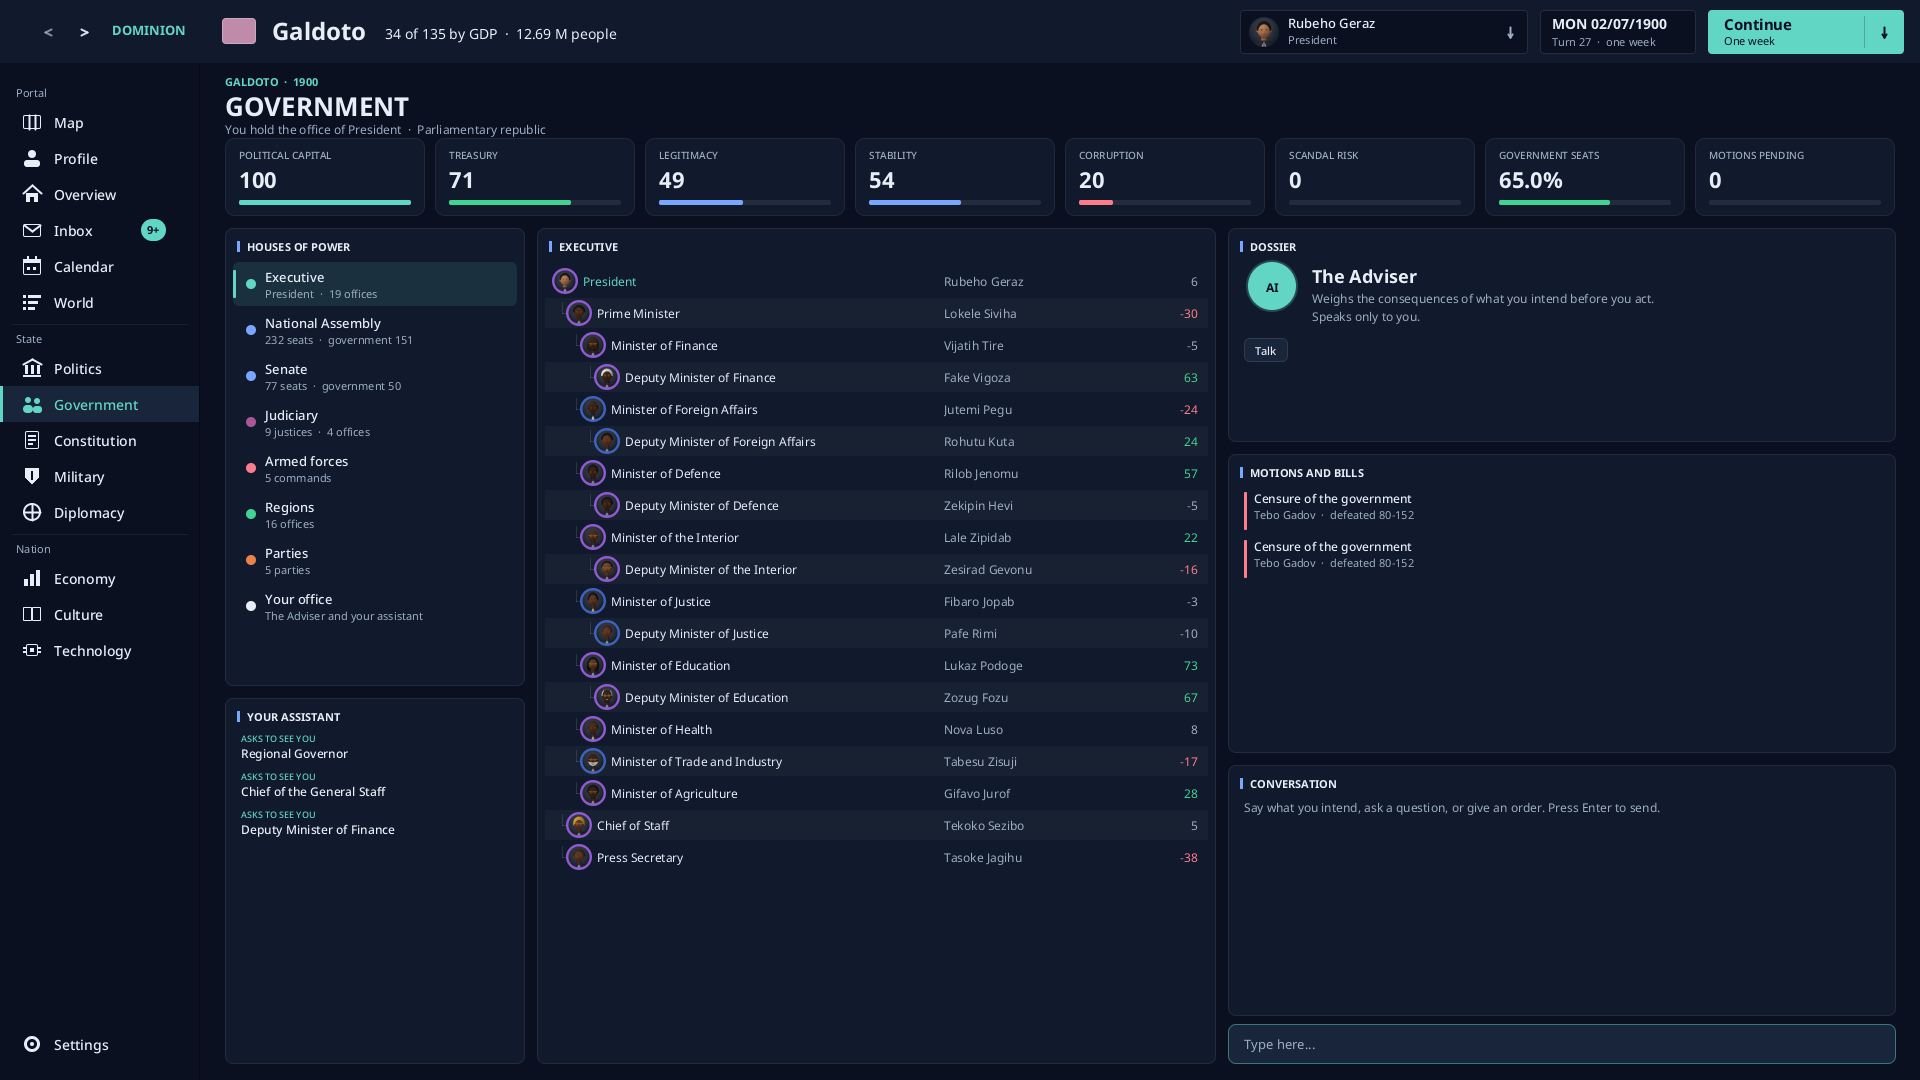 < > DOMINION
Galdoto 34 of 135 by GDP · 12.69 M people
Rubeho Geraz
President
MON 02/07/1900
Turn 27 · one week
Continue
One week
Portal
Map
Profile
Overview
Inbox 9+
Calendar
World
State
Politics
Government
Constitution
Military
Diplomacy
Nation
Economy
Culture
Technology
Settings
GALDOTO · 1900
GOVERNMENT
You hold the office of President · Parliamentary republic
POLITICAL CAPITAL
100
TREASURY
71
LEGITIMACY
49
STABILITY
54
CORRUPTION
20
SCANDAL RISK
0
GOVERNMENT SEATS
65.0%
MOTIONS PENDING
0
HOUSES OF POWER
Executive
President · 19 offices
National Assembly
232 seats · government 151
Senate
77 seats · government 50
Judiciary
9 justices · 4 offices
Armed forces
5 commands
Regions
16 offices
Parties
5 parties
Your office
The Adviser and your assistant
YOUR ASSISTANT
ASKS TO SEE YOU
Regional Governor
ASKS TO SEE YOU
Chief of the General Staff
ASKS TO SEE YOU
Deputy Minister of Finance
EXECUTIVE
President Rubeho Geraz 6
Prime Minister Lokele Siviha -30
Minister of Finance Vijatih Tire -5
Deputy Minister of Finance Fake Vigoza 63
Minister of Foreign Affairs Jutemi Pegu -24
Deputy Minister of Foreign Affairs Rohutu Kuta 24
Minister of Defence Rilob Jenomu 57
Deputy Minister of Defence Zekipin Hevi -5
Minister of the Interior Lale Zipidab 22
Deputy Minister of the Interior Zesirad Gevonu -16
Minister of Justice Fibaro Jopab -3
Deputy Minister of Justice Pafe Rimi -10
Minister of Education Lukaz Podoge 73
Deputy Minister of Education Zozug Fozu 67
Minister of Health Nova Luso 8
Minister of Trade and Industry Tabesu Zisuji -17
Minister of Agriculture Gifavo Jurof 28
Chief of Staff Tekoko Sezibo 5
Press Secretary Tasoke Jagihu -38
DOSSIER
AI
The Adviser
Weighs the consequences of what you intend before you act.
Speaks only to you.
Talk
MOTIONS AND BILLS
Censure of the government
Tebo Gadov · defeated 80-152
Censure of the government
Tebo Gadov · defeated 80-152
CONVERSATION
Say what you intend, ask a question, or give an order. Press Enter to send.
Type here...